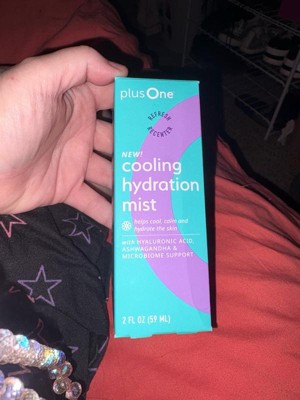 plusOne
REFRESH
RECENTER
NEW!
cooling
hydration
mist
helps cool, calm and
hydrate the skin
with HYALURONIC ACID,
ASHWAGANDHA &
MICROBIOME SUPPORT
2 FL OZ (59 ML)